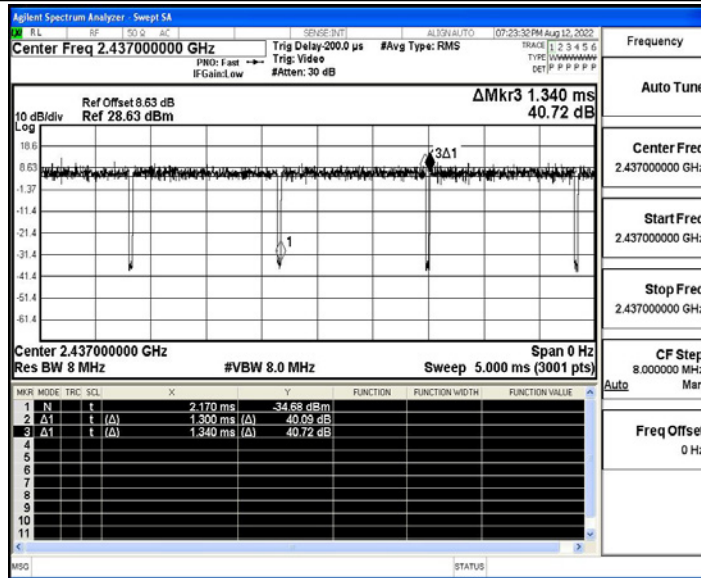 Agilent Spectrum Analyzer - Swept SA
RL RF 50 Ω AC SENSE:INT ALIGN AUTO 07:23:32 PM Aug 12, 2022
Center Freq 2.437000000 GHz
PNO: Fast
IFGain:Low
Trig Delay-200.0 µs
Trig: Video
#Atten: 30 dB
#Avg Type: RMS
TRACE 1 2 3 4 5 6
TYPE
DET P P P P P P
Ref Offset 8.63 dB
10 dB/div Ref 28.63 dBm
ΔMkr3 1.340 ms
40.72 dB
Log
18.6
8.63
-1.37
-11.4
-21.4
-31.4
-41.4
-51.4
-61.4
3Δ1
1
Center 2.437000000 GHz Span 0 Hz
Res BW 8 MHz #VBW 8.0 MHz Sweep 5.000 ms (3001 pts)
MKR MODE TRC SCL X Y FUNCTION FUNCTION WIDTH FUNCTION VALUE
1 N t 2.170 ms -34.68 dBm
2 Δ1 t (Δ) 1.300 ms (Δ) 40.09 dB
3 Δ1 t (Δ) 1.340 ms (Δ) 40.72 dB
4
5
6
7
8
9
10
11
MSG STATUS
Frequency
Auto Tune
Center Freq
2.437000000 GHz
Start Freq
2.437000000 GHz
Stop Freq
2.437000000 GHz
CF Step
8.000000 MHz
Auto Man
Freq Offset
0 Hz